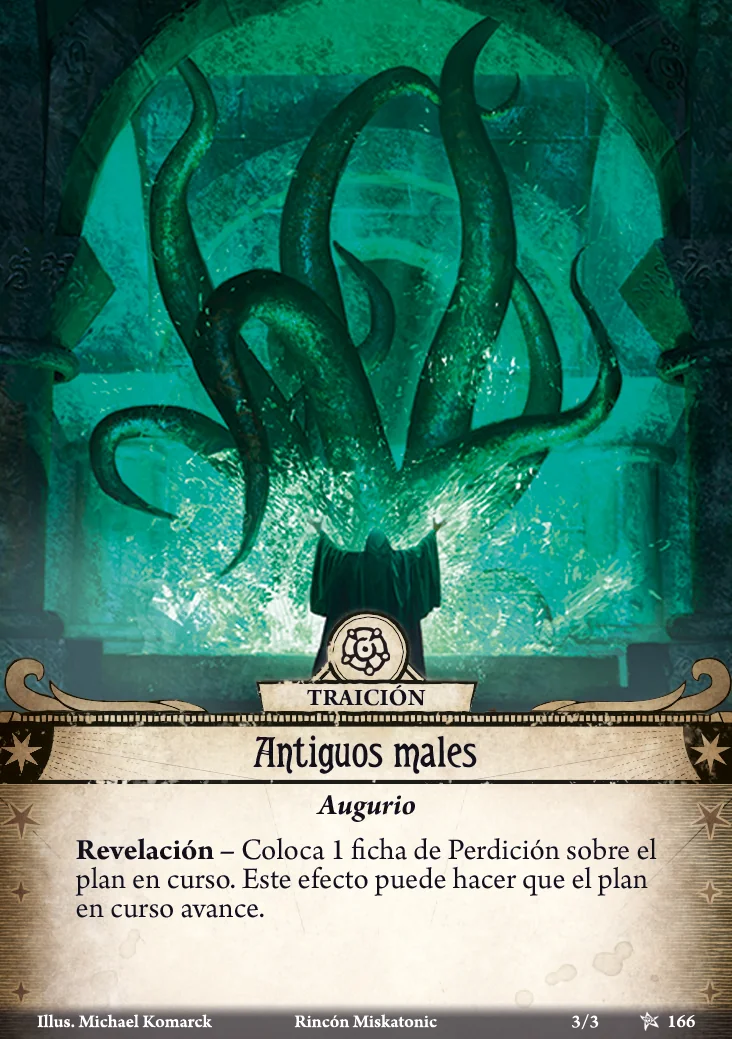 TRAICIÓN
Antiguos males
Augurio
Revelación – Coloca 1 ficha de Perdición sobre el
plan en curso. Este efecto puede hacer que el plan
en curso avance.
Illus. Michael Komarck Rincón Miskatonic 3/3 166